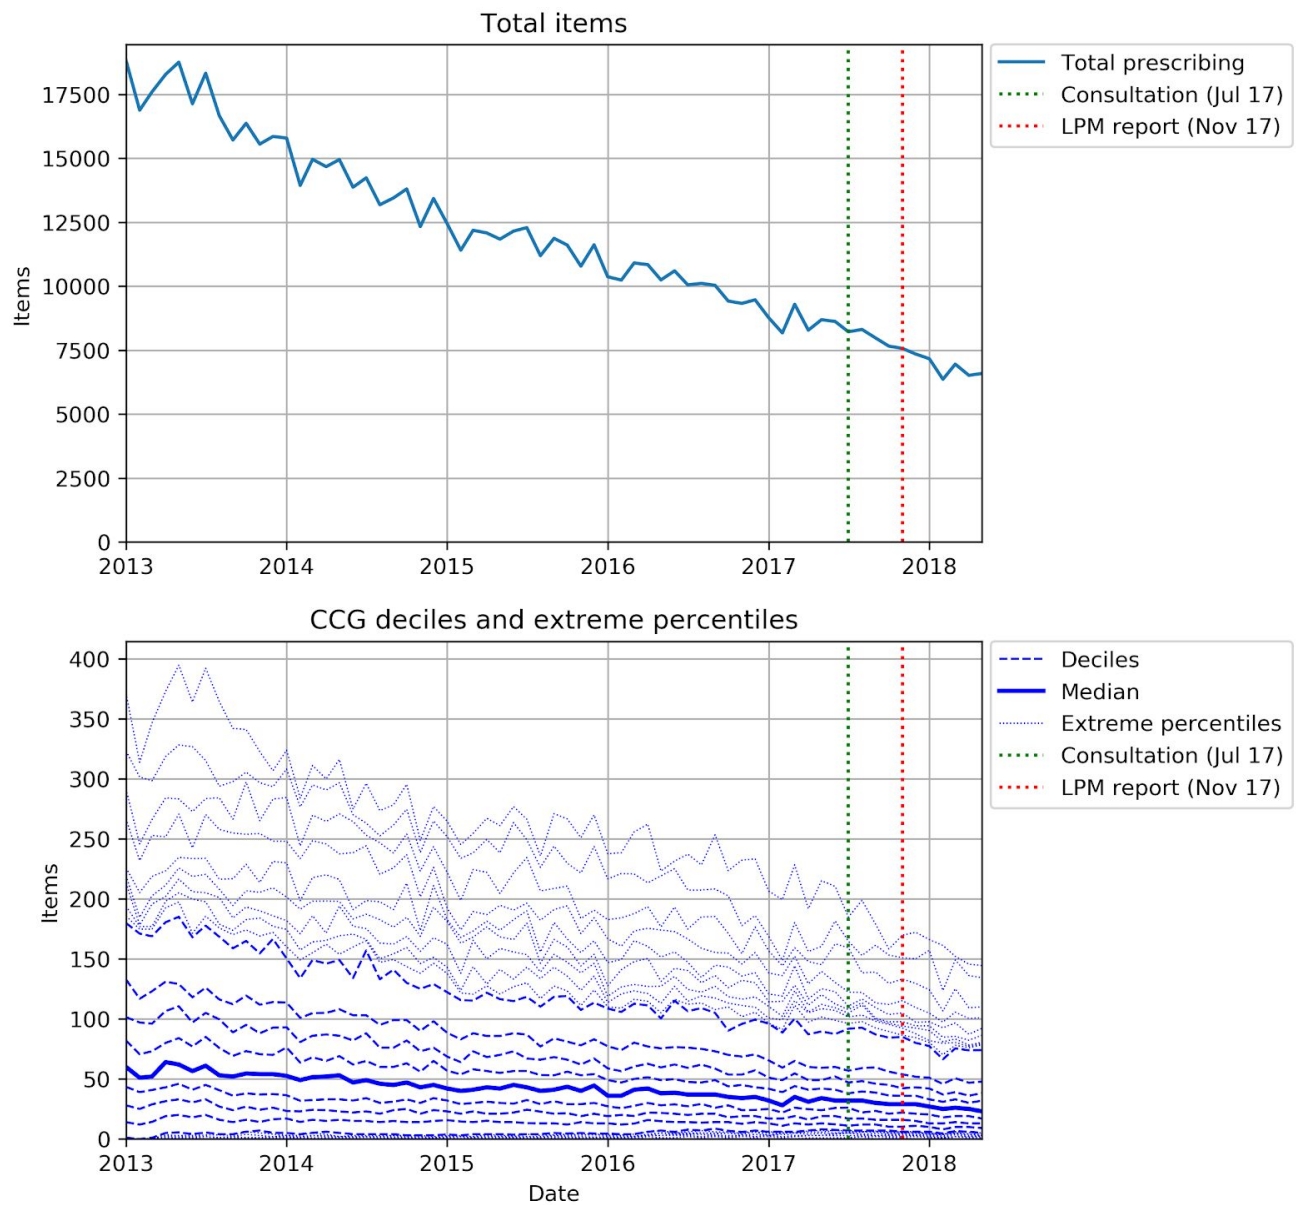 Total items
Items
17500
15000
12500
10000
7500
5000
2500
0
2013 2014 2015 2016 2017 2018
Total prescribing
Consultation (Jul 17)
LPM report (Nov 17)
CCG deciles and extreme percentiles
Items
400
350
300
250
200
150
100
50
0
2013 2014 2015 2016 2017 2018
Date
Deciles
Median
Extreme percentiles
Consultation (Jul 17)
LPM report (Nov 17)